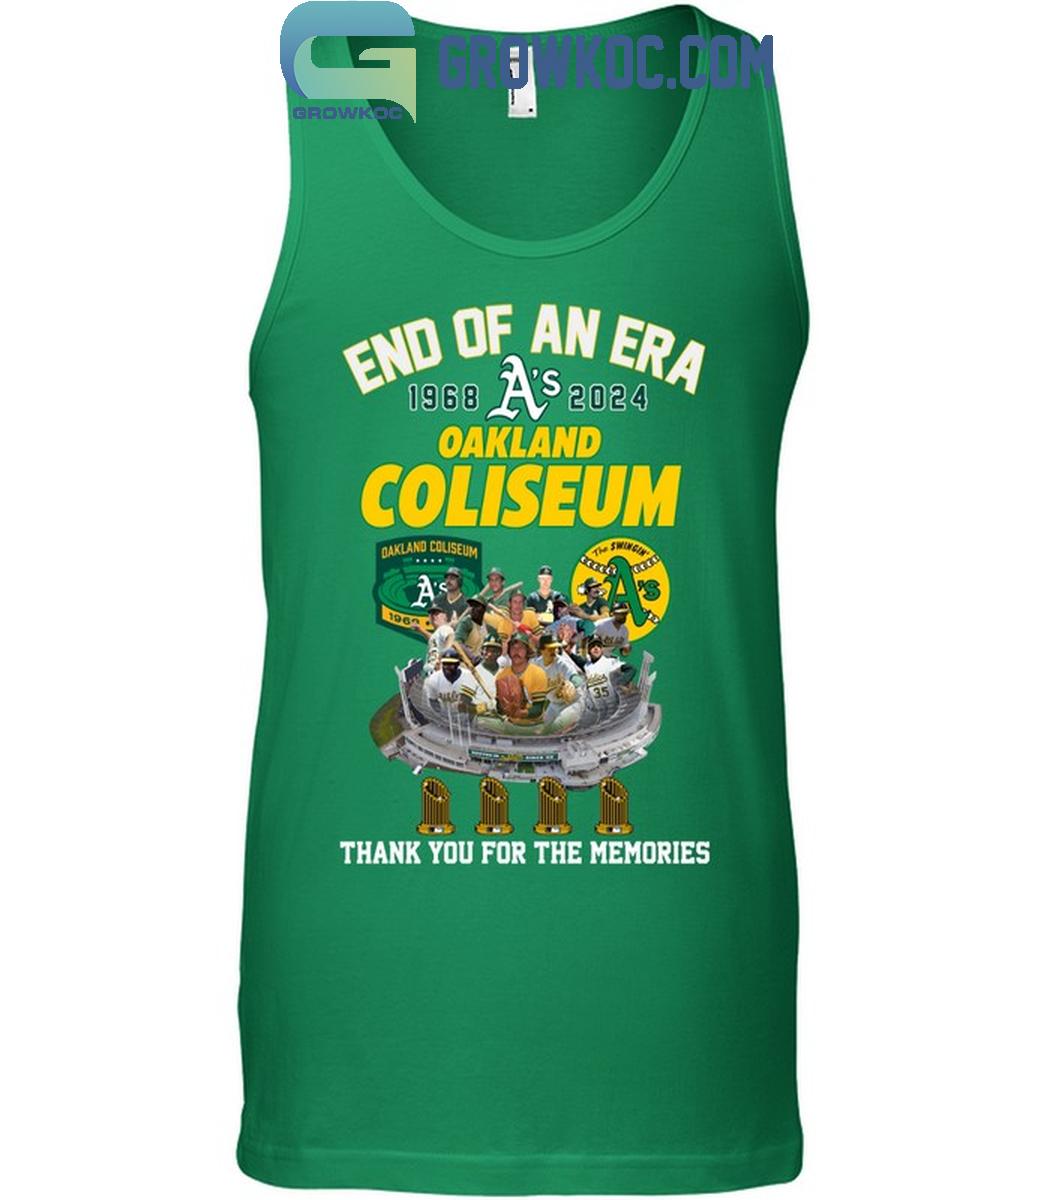 GROWKOC.COM
GROWKOC
END OF AN ERA
1968 A's 2024
OAKLAND
COLISEUM
OAKLAND COLISEUM
The SWINGIN'
A's
A's
196
35
THANK YOU FOR THE MEMORIES